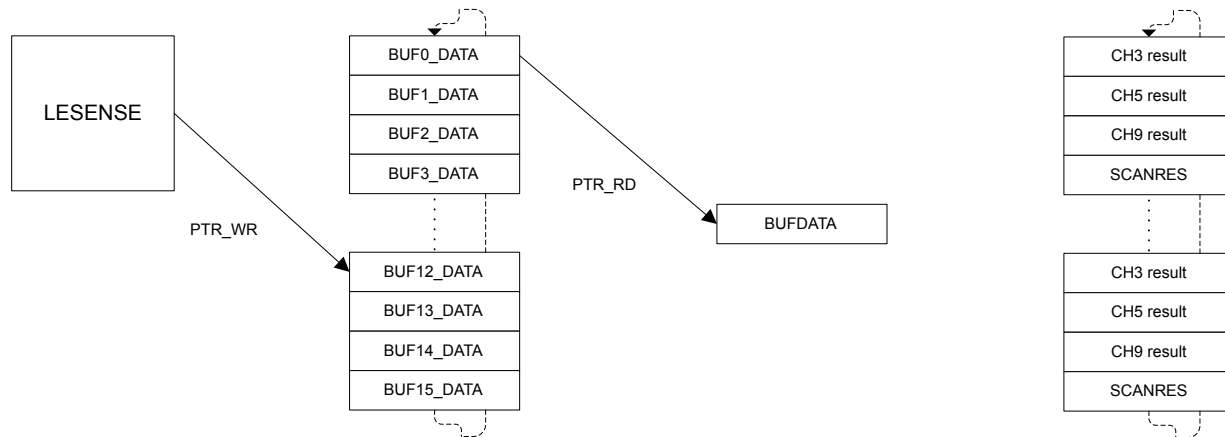 LESENSE
PTR_WR
BUF0_DATA
BUF1_DATA
BUF2_DATA
BUF3_DATA
BUF12_DATA
BUF13_DATA
BUF14_DATA
BUF15_DATA
PTR_RD
BUFDATA
CH3 result
CH5 result
CH9 result
SCANRES
CH3 result
CH5 result
CH9 result
SCANRES